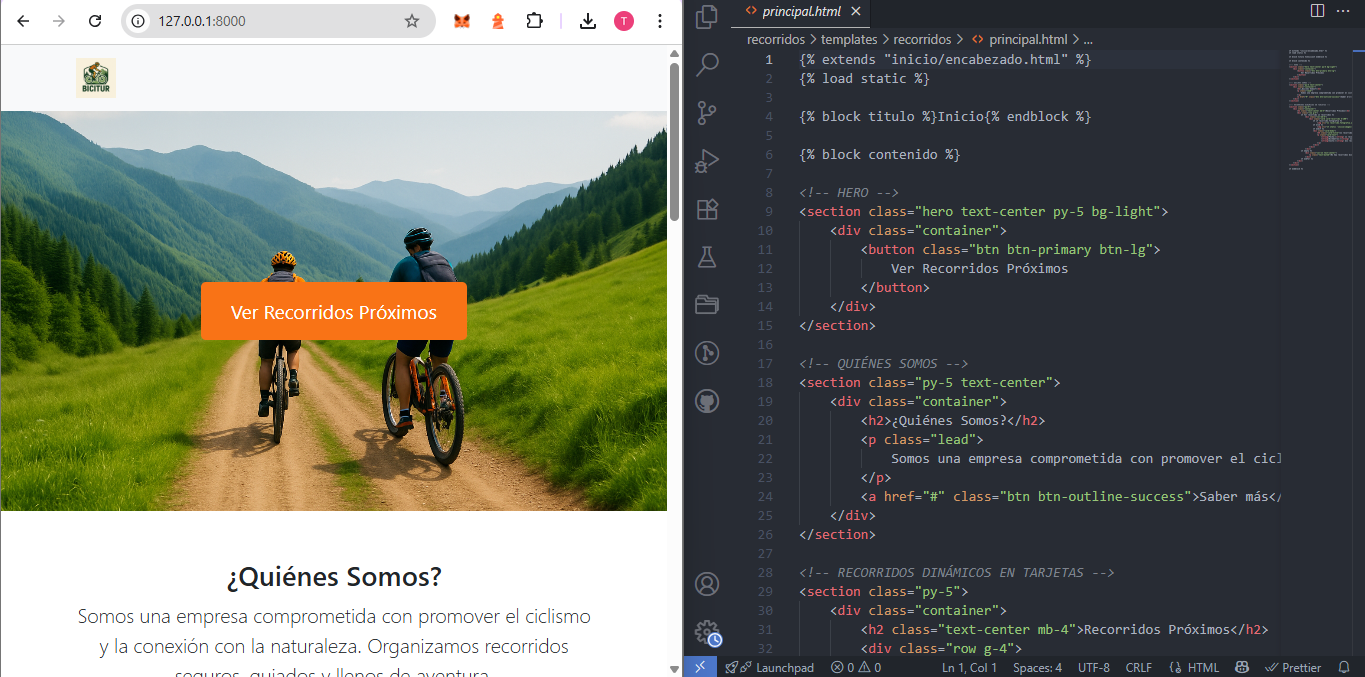 127.0.0.1:8000
T
BICITUR
Ver Recorridos Próximos
¿Quiénes Somos?
Somos una empresa comprometida con promover el ciclismo
y la conexión con la naturaleza. Organizamos recorridos
seguros, guiados y llenos de aventura
<> principal.html ×
recorridos > templates > recorridos > <> principal.html > ...
1 {% extends "inicio/encabezado.html" %}
2 {% load static %}
3
4 {% block titulo %}Inicio{% endblock %}
5
6 {% block contenido %}
7
8 <!-- HERO -->
9 <section class="hero text-center py-5 bg-light">
10 <div class="container">
11 <button class="btn btn-primary btn-lg">
12 Ver Recorridos Próximos
13 </button>
14 </div>
15 </section>
16
17 <!-- QUIÉNES SOMOS -->
18 <section class="py-5 text-center">
19 <div class="container">
20 <h2>¿Quiénes Somos?</h2>
21 <p class="lead">
22 Somos una empresa comprometida con promover el cicl
23 </p>
24 <a href="#" class="btn btn-outline-success">Saber más</
25 </div>
26 </section>
27
28 <!-- RECORRIDOS DINÁMICOS EN TARJETAS -->
29 <section class="py-5">
30 <div class="container">
31 <h2 class="text-center mb-4">Recorridos Próximos</h2>
32 <div class="row g-4">
Launchpad 0 0 Ln 1, Col 1 Spaces: 4 UTF-8 CRLF {} HTML Prettier